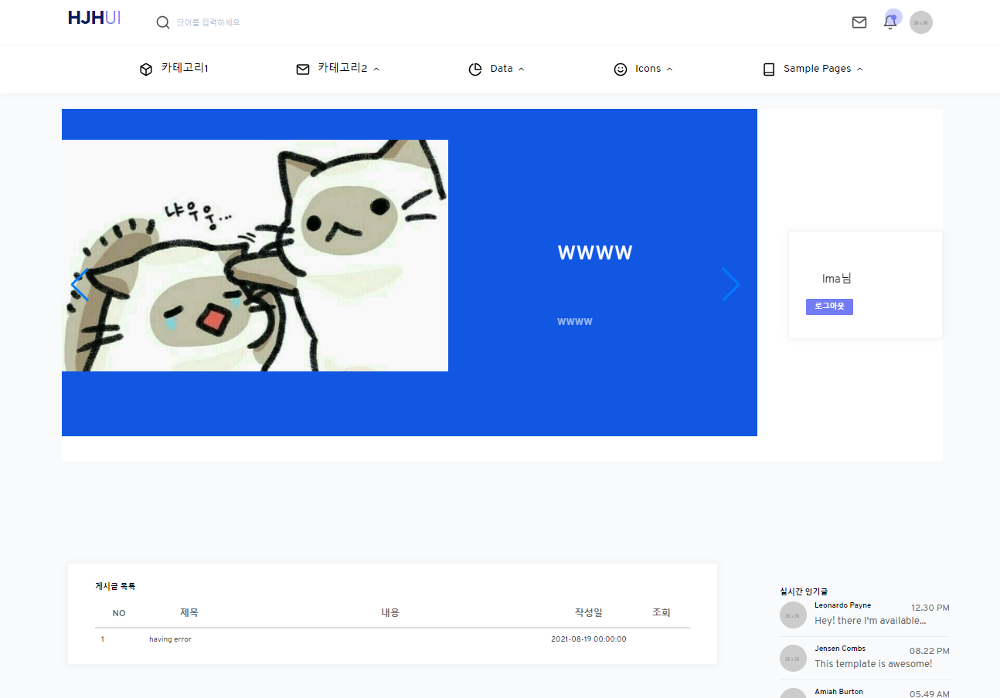 HJHUI
단어를 입력하세요
30 x 30
카테고리1
카테고리2
Data
Icons
Sample Pages
냐우웅...
wwww
wwww
Ima님
로그아웃
게시글 목록
NO 제목 내용 작성일 조회
1 having error 2021-08-19 00:00:00
실시간 인기글
Leonardo Payne 12.30 PM
Hey! there I'm available...
Jensen Combs 08.22 PM
This template is awesome!
Amiah Burton 05.49 AM